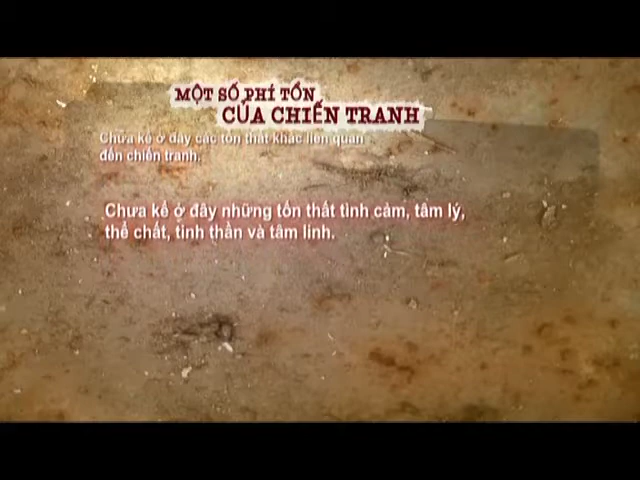 MỘT SỐ PHÍ TỔN
CỦA CHIẾN TRANH
Chưa kể ở đây các tổn thất khác liên quan
đến chiến tranh.
Chưa kể ở đây những tổn thất tình cảm, tâm lý,
thể chất, tinh thần và tâm linh.